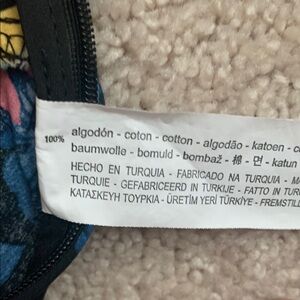 100% algodón - coton - cotton - algodão - katoen -
baumwolle - bomuld - bombaž - 棉 - 면 - katun
HECHO EN TURQUIA - FABRICADO NA TURQUIA -
TURQUIE - GEFABRICEERD IN TURKIJE - FATTO IN
ΚΑΤΑΣΚΕΥΗ ΤΟΥΡΚΙΑ - ÜRETİM YERİ TÜRKİYE -